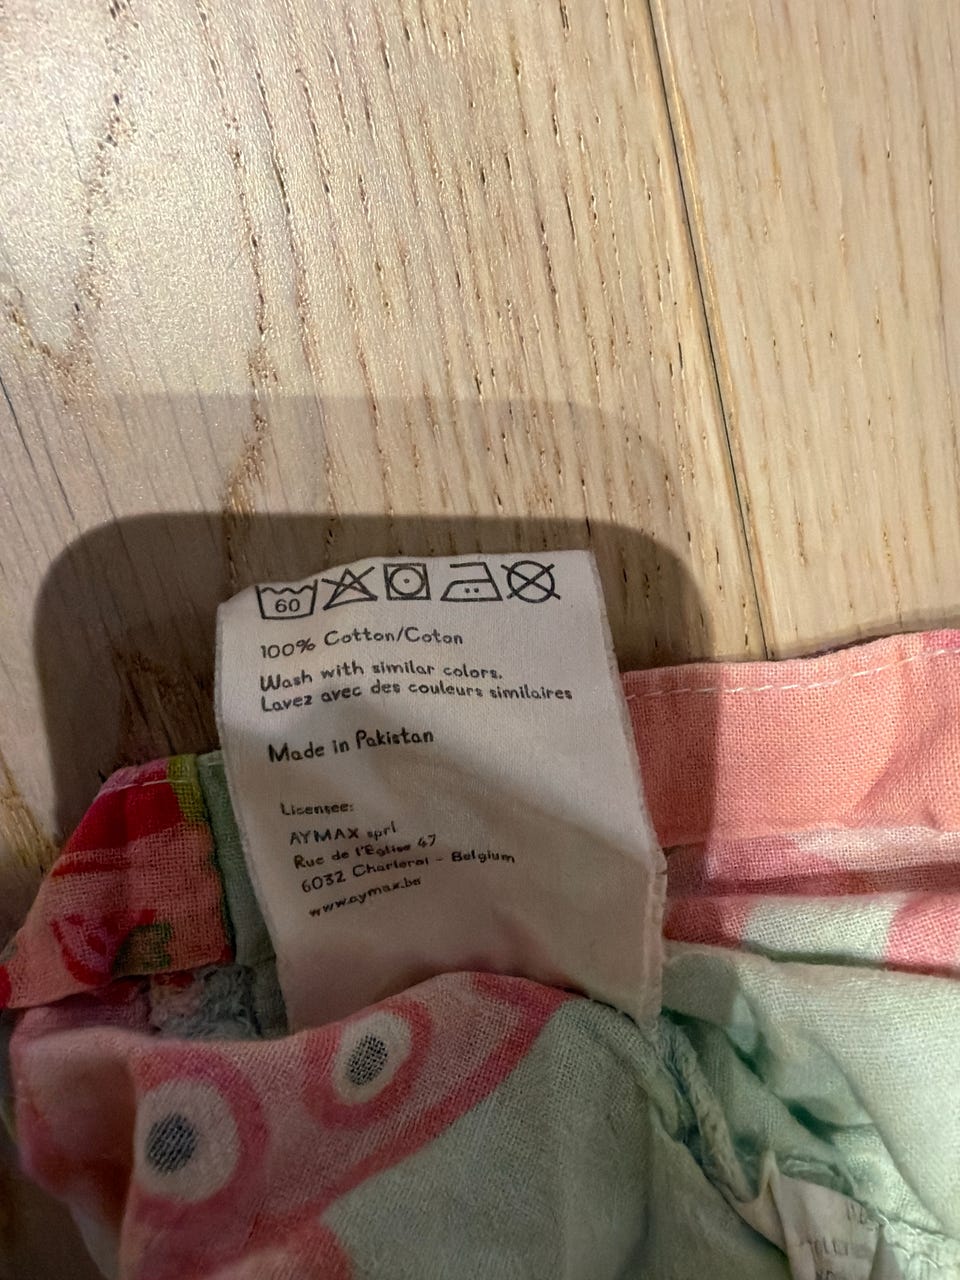 60
100% Cotton/Coton
Wash with similar colors.
Lavez avec des couleurs similaires
Made in Pakistan
Licensee:
AYMAX sprl
Rue de l'Eglise 47
6032 Charleroi - Belgium
www.aymax.be